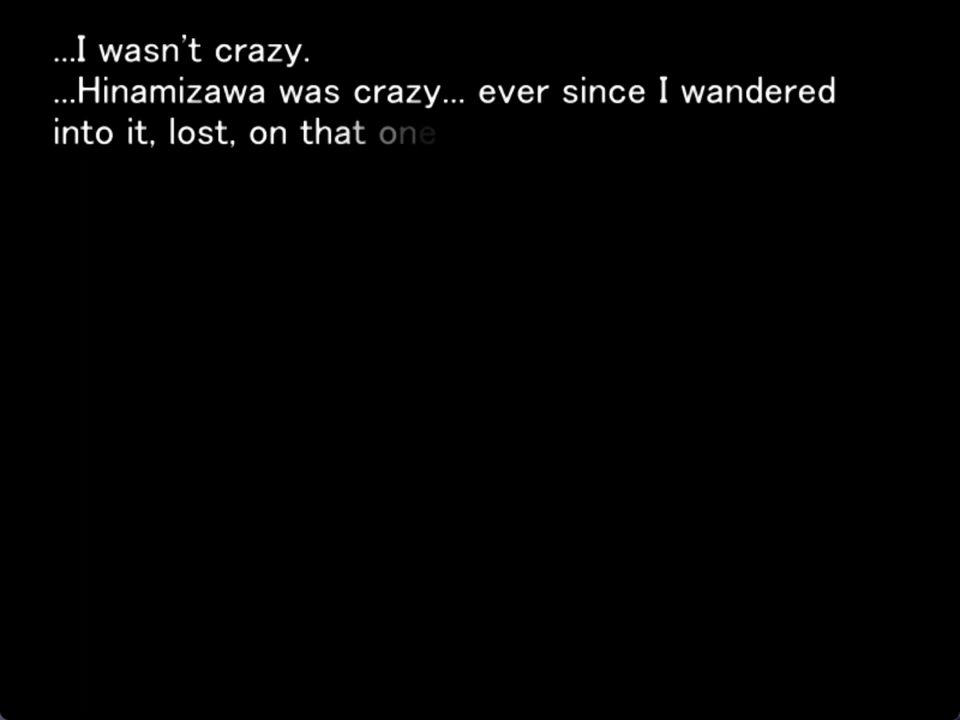 …I wasn't crazy.
…Hinamizawa was crazy… ever since I wandered
into it, lost, on that one